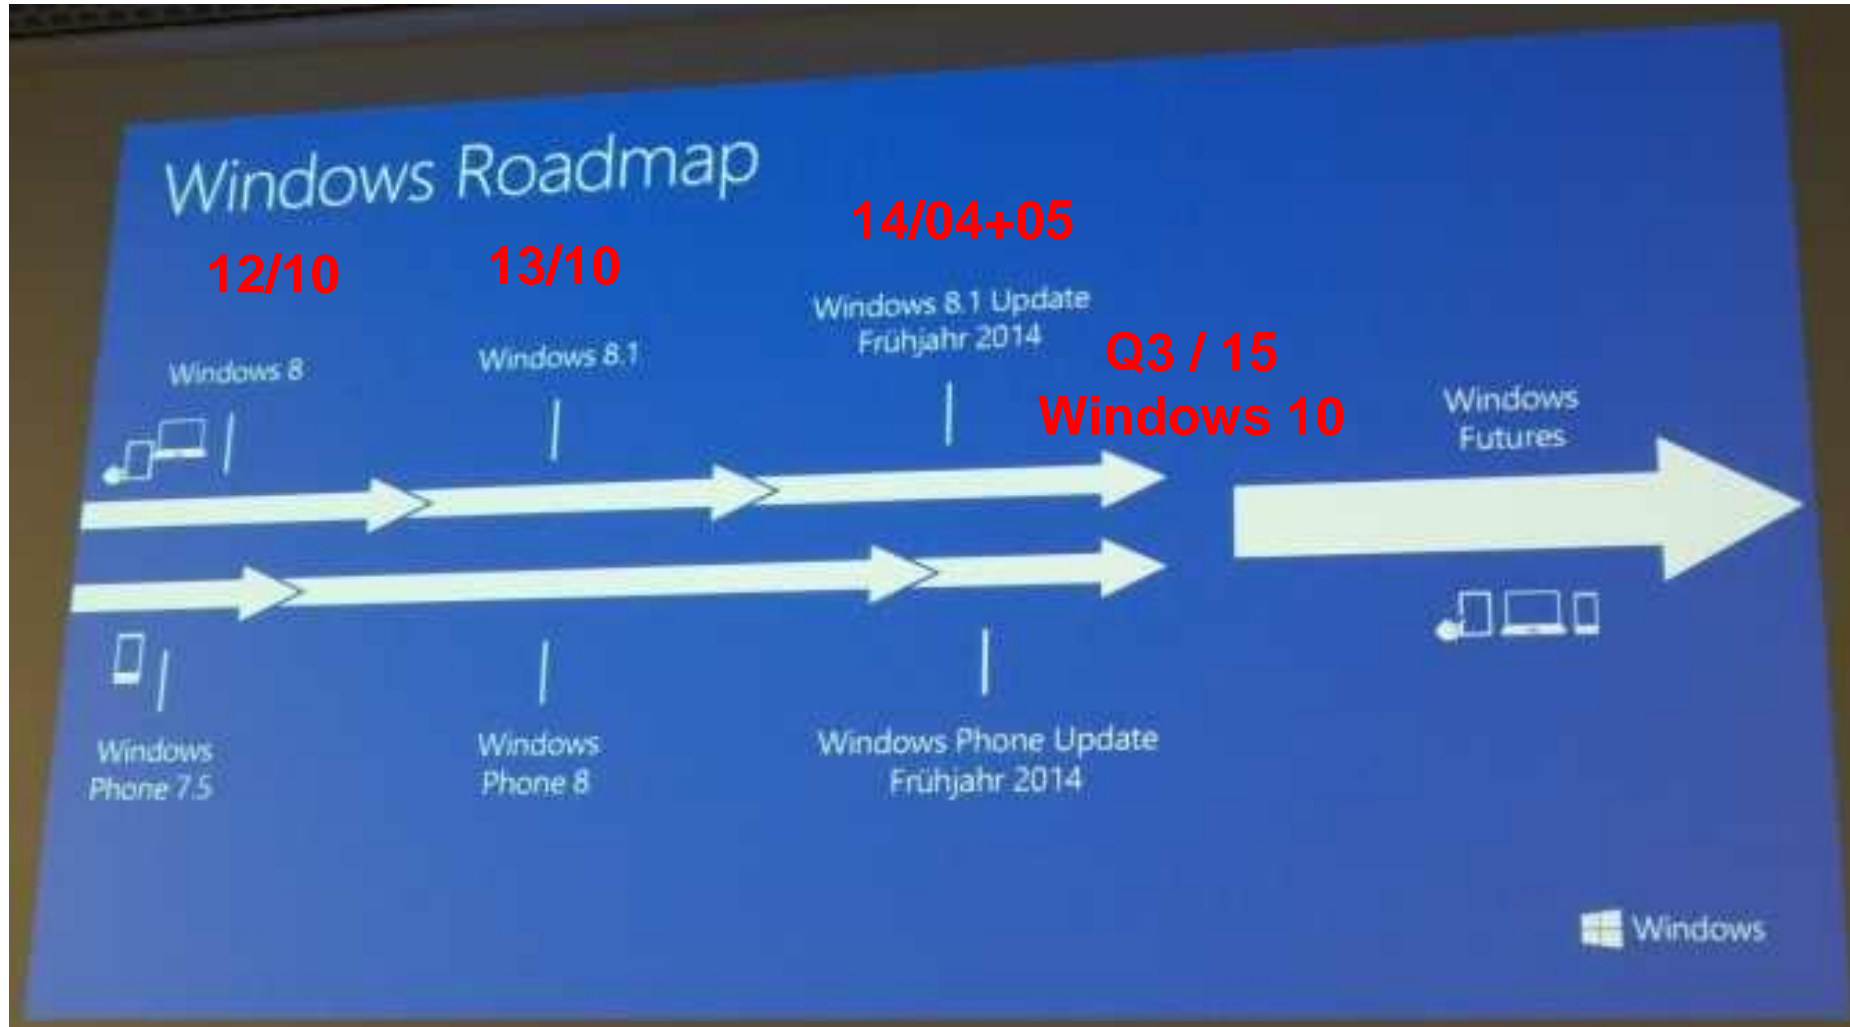 Windows Roadmap
12/10
13/10
14/04+05
Windows 8
Windows 8.1
Windows 8.1 Update
Frühjahr 2014
Q3 / 15
Windows 10
Windows
Futures
Windows
Phone 7.5
Windows
Phone 8
Windows Phone Update
Frühjahr 2014
Windows